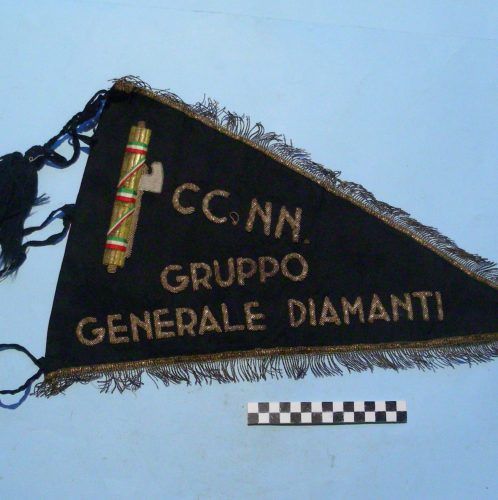 CC. NN.
GRUPPO
GENERALE DIAMANTI